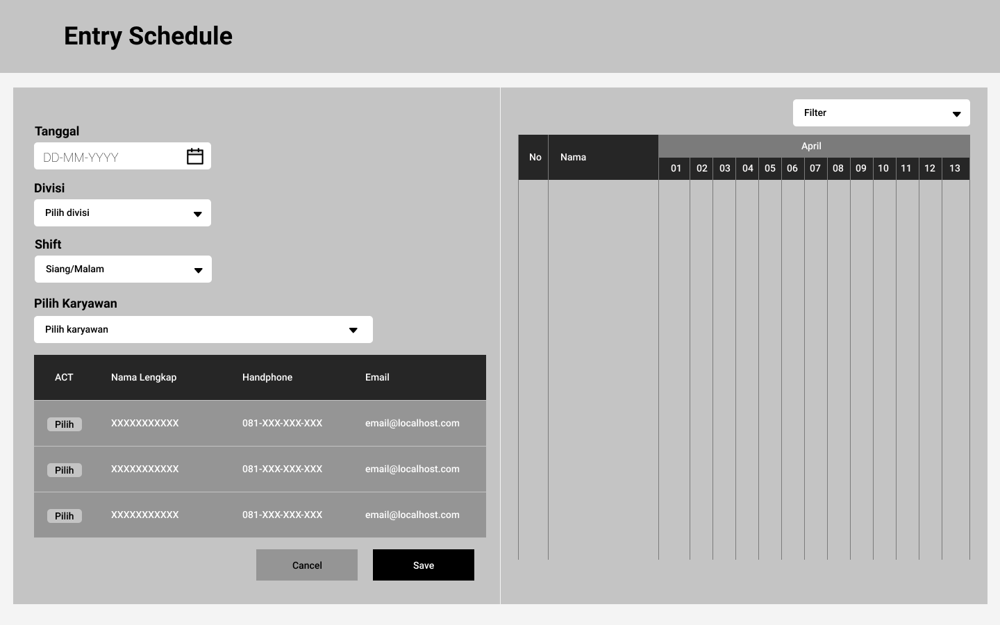 Entry Schedule
Tanggal
DD-MM-YYYY
Divisi
Pilih divisi
Shift
Siang/Malam
Pilih Karyawan
Pilih karyawan
ACT Nama Lengkap Handphone Email
Pilih XXXXXXXXXXX 081-XXX-XXX-XXX email@localhost.com
Pilih XXXXXXXXXXX 081-XXX-XXX-XXX email@localhost.com
Pilih XXXXXXXXXXX 081-XXX-XXX-XXX email@localhost.com
Cancel Save
Filter
April
No Nama
01 02 03 04 05 06 07 08 09 10 11 12 13